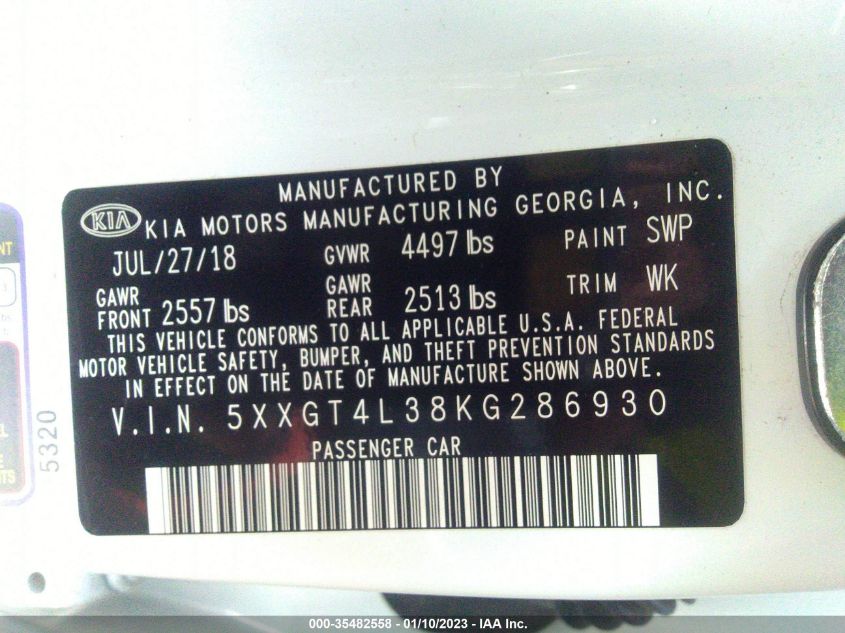 MANUFACTURED BY
KIA KIA MOTORS MANUFACTURING GEORGIA, INC.
JUL/27/18 GVWR 4497 lbs PAINT SWP
GAWR FRONT 2557 lbs GAWR REAR 2513 lbs TRIM WK
THIS VEHICLE CONFORMS TO ALL APPLICABLE U.S.A. FEDERAL
MOTOR VEHICLE SAFETY, BUMPER, AND THEFT PREVENTION STANDARDS
IN EFFECT ON THE DATE OF MANUFACTURE SHOWN ABOVE.
V.I.N. 5XXGT4L38KG286930
PASSENGER CAR
5320
000-35482558 - 01/10/2023 - IAA Inc.